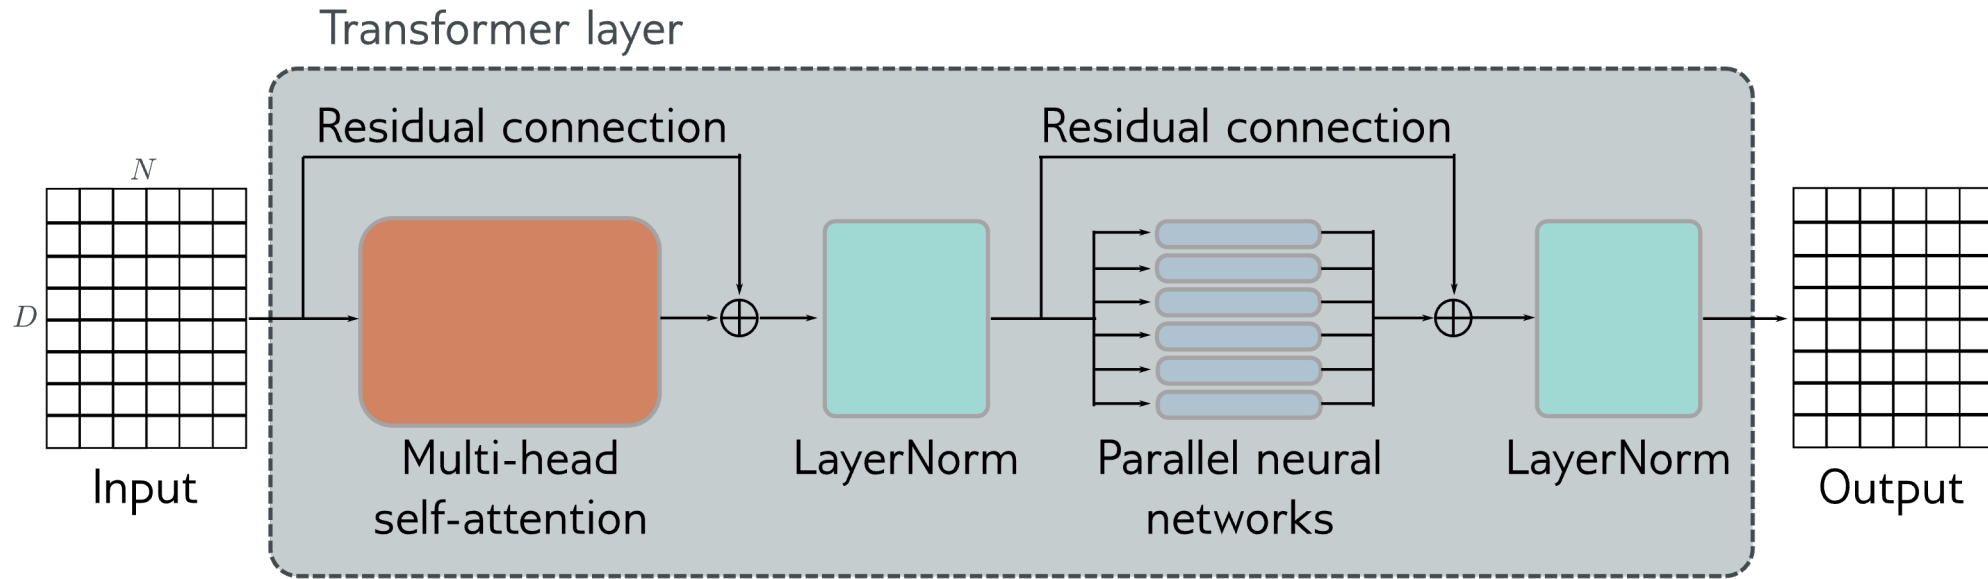 Transformer layer
Residual connection
Residual connection
N
D
Input
Multi-head
self-attention
LayerNorm
Parallel neural
networks
LayerNorm
Output